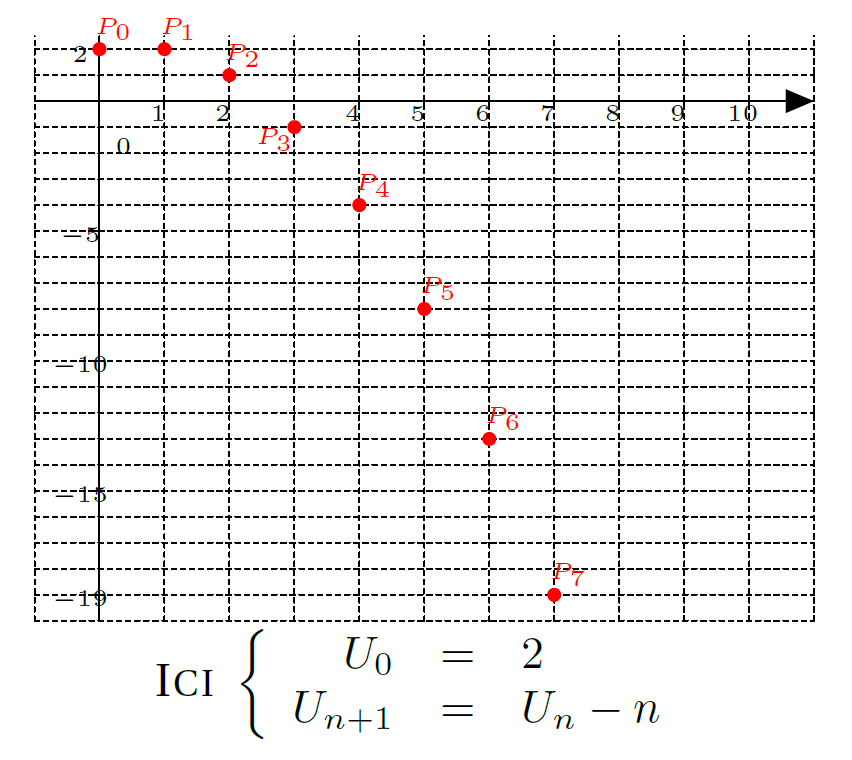 P₀ P₁
2 P₂
1 2 4 5 6 7 8 9 10
P₃
0
P₄
−5
P₅
−10
P₆
−15
P₇
−19
ICI { U₀ = 2
Uₙ₊₁ = Uₙ − n